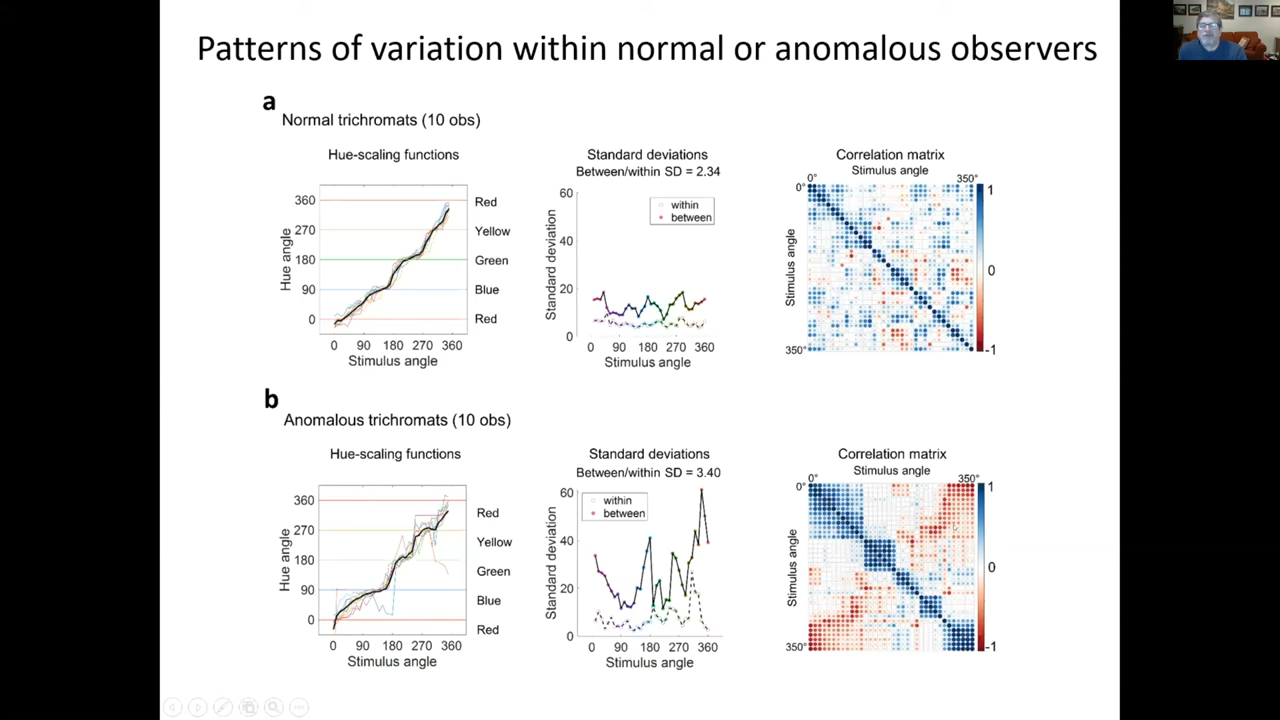 Patterns of variation within normal or anomalous observers
a
Normal trichromats (10 obs)
Hue-scaling functions
Hue angle
360
270
180
90
0
Red
Yellow
Green
Blue
Red
0 90 180 270 360
Stimulus angle
Standard deviations
Between/within SD = 2.34
Standard deviation
60
40
20
0
within
between
0 90 180 270 360
Stimulus angle
Correlation matrix
Stimulus angle
0° 350°
0°
Stimulus angle
350°
1
0
-1
b
Anomalous trichromats (10 obs)
Hue-scaling functions
Hue angle
360
270
180
90
0
Red
Yellow
Green
Blue
Red
0 90 180 270 360
Stimulus angle
Standard deviations
Between/within SD = 3.40
Standard deviation
60
40
20
0
within
between
0 90 180 270 360
Stimulus angle
Correlation matrix
Stimulus angle
0° 350°
0°
Stimulus angle
350°
1
0
-1